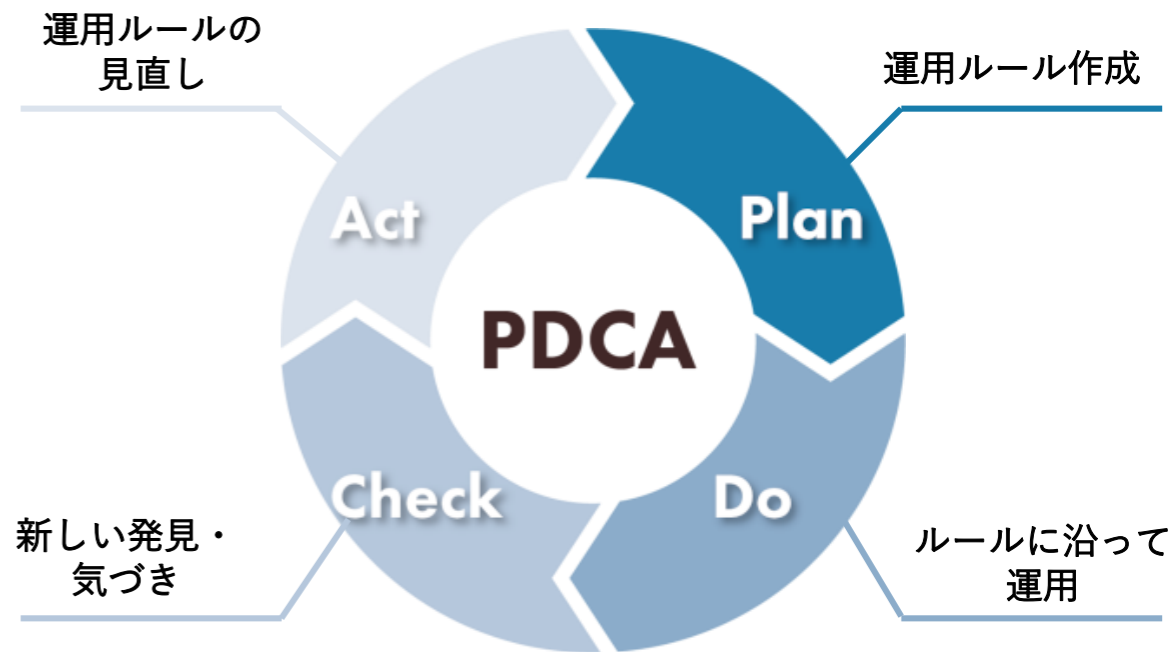 運用ルールの
見直し
運用ルール作成
Act
Plan
PDCA
Check
Do
新しい発見・
気づき
ルールに沿って
運用